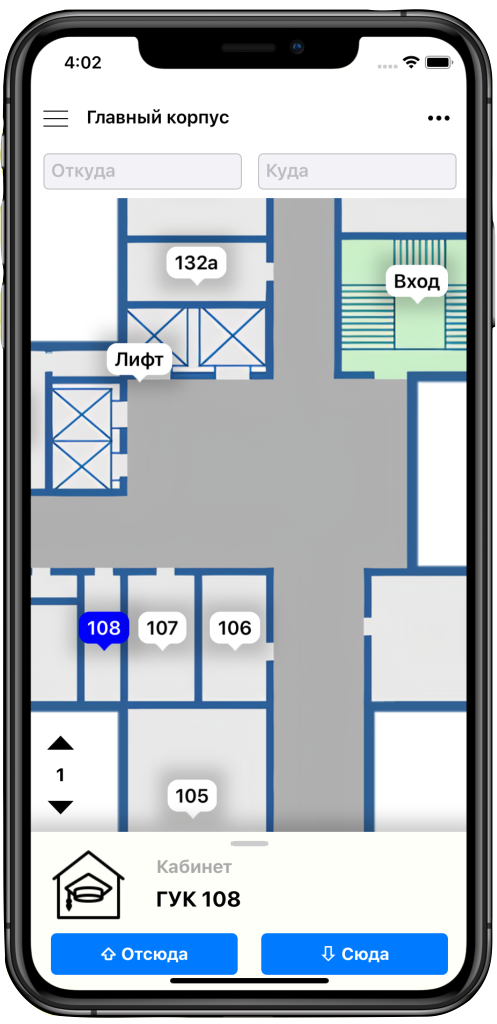 4:02
Главный корпус
Откуда
Куда
132а
Вход
Лифт
108
107
106
1
105
Кабинет
ГУК 108
Отсюда
Сюда